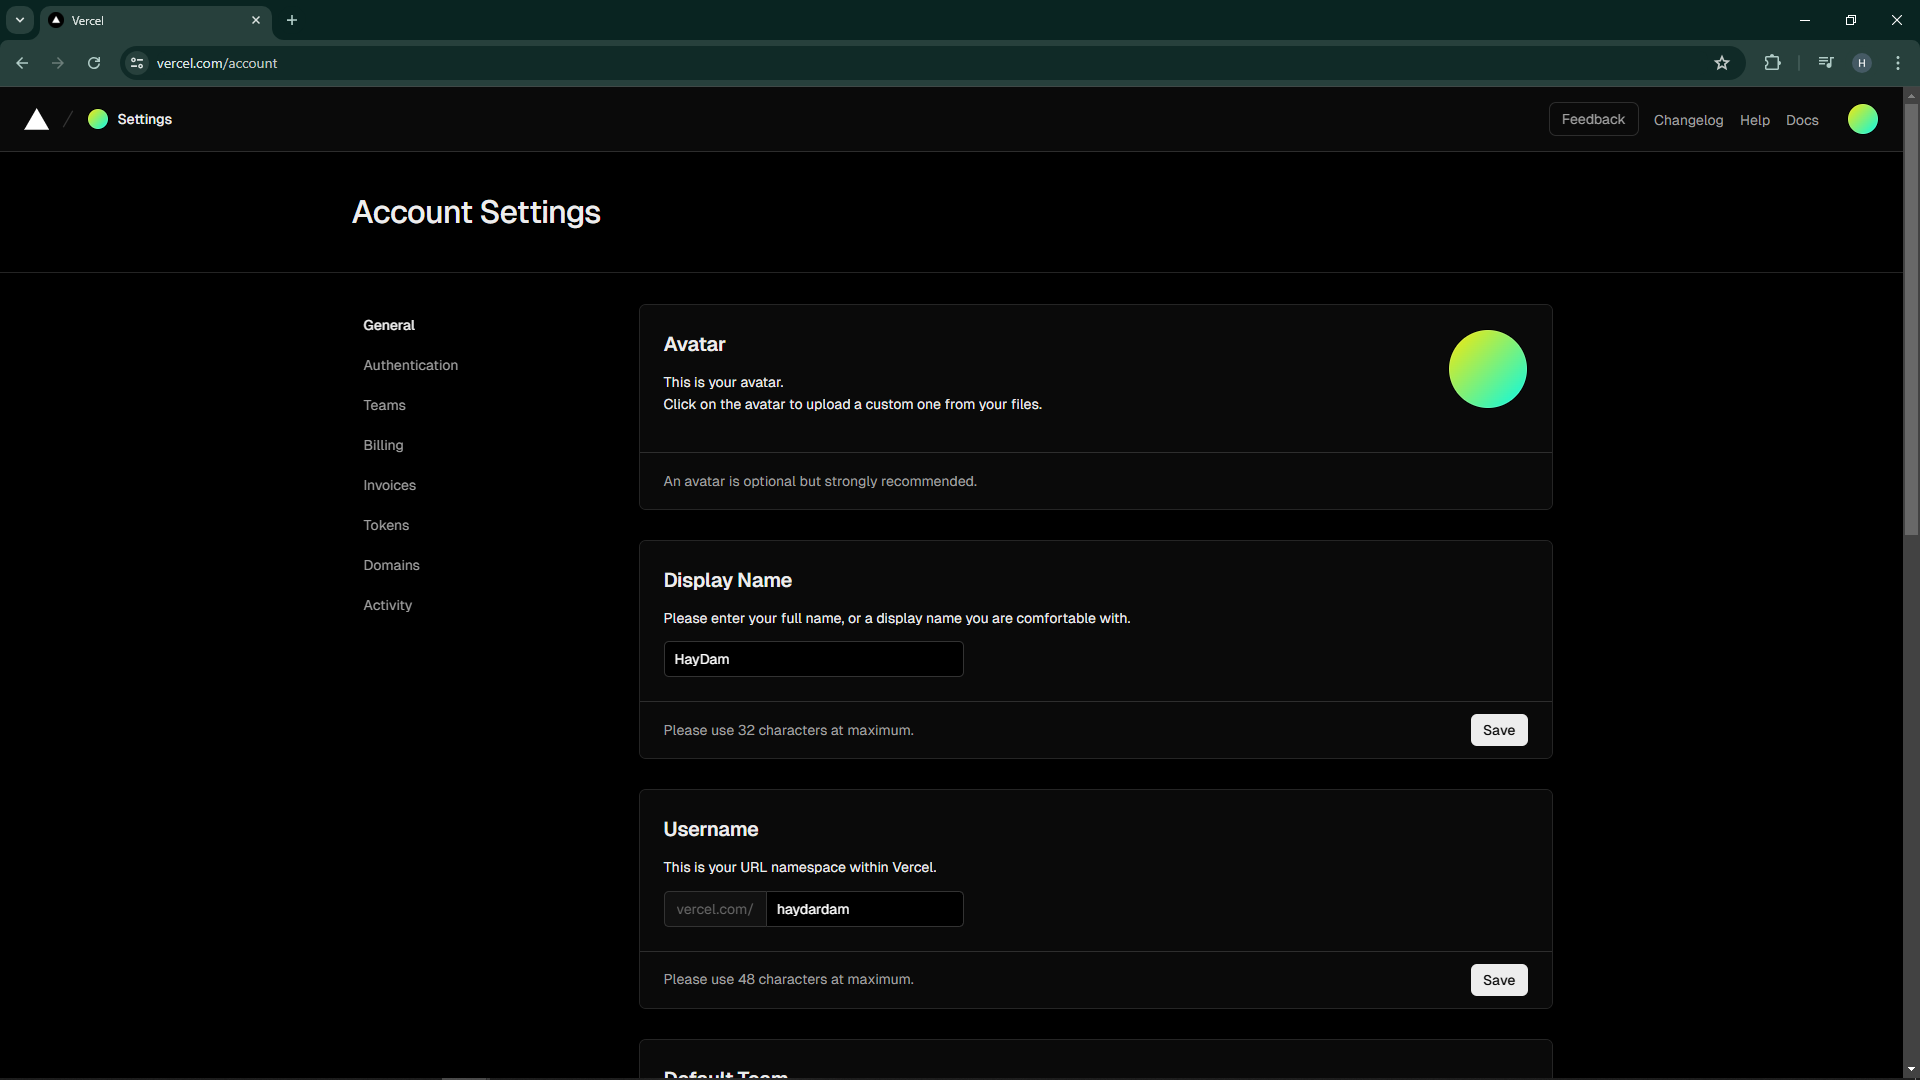 Vercel
vercel.com/account
H
Settings
Feedback
Changelog
Help
Docs
Account Settings
General
Authentication
Teams
Billing
Invoices
Tokens
Domains
Activity
Avatar
This is your avatar.
Click on the avatar to upload a custom one from your files.
An avatar is optional but strongly recommended.
Display Name
Please enter your full name, or a display name you are comfortable with.
HayDam
Please use 32 characters at maximum.
Save
Username
This is your URL namespace within Vercel.
vercel.com/ haydardam
Please use 48 characters at maximum.
Save
Default Team